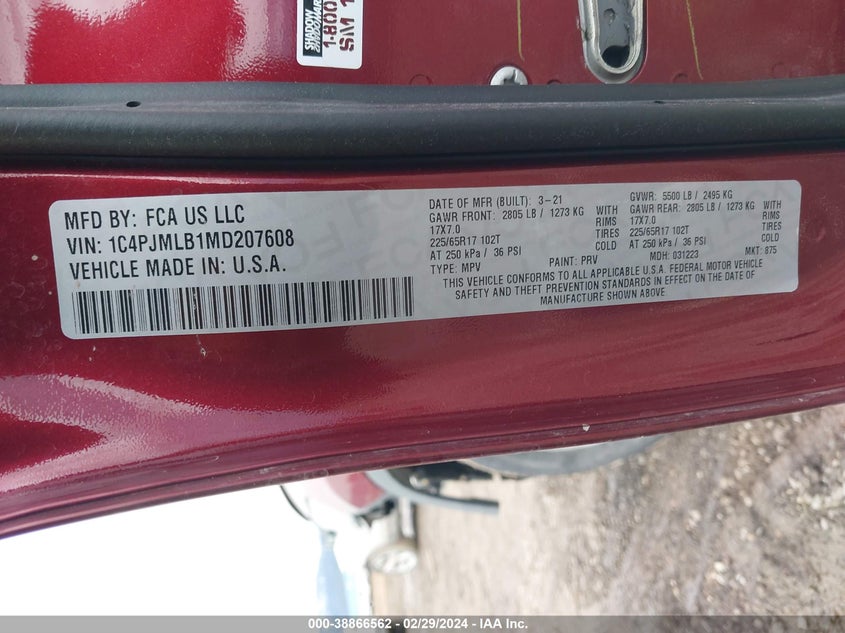 SHADOW
1-800
SM 1
MFD BY: FCA US LLC
VIN: 1C4PJMLB1MD207608
VEHICLE MADE IN: U.S.A.
DATE OF MFR (BUILT): 3-21
GAWR FRONT: 2805 LB / 1273 KG WITH
17X7.0 RIMS
225/65R17 102T TIRES
AT 250 kPa / 36 PSI COLD
TYPE: MPV PAINT: PRV
GVWR: 5500 LB / 2495 KG
GAWR REAR: 2805 LB / 1273 KG WITH
17X7.0 RIMS
225/65R17 102T TIRES
AT 250 kPa / 36 PSI COLD
MDH: 031223 MKT: 875
THIS VEHICLE CONFORMS TO ALL APPLICABLE U.S.A. FEDERAL MOTOR VEHICLE
SAFETY AND THEFT PREVENTION STANDARDS IN EFFECT ON THE DATE OF
MANUFACTURE SHOWN ABOVE.
000-38866562 - 02/29/2024 - IAA Inc.